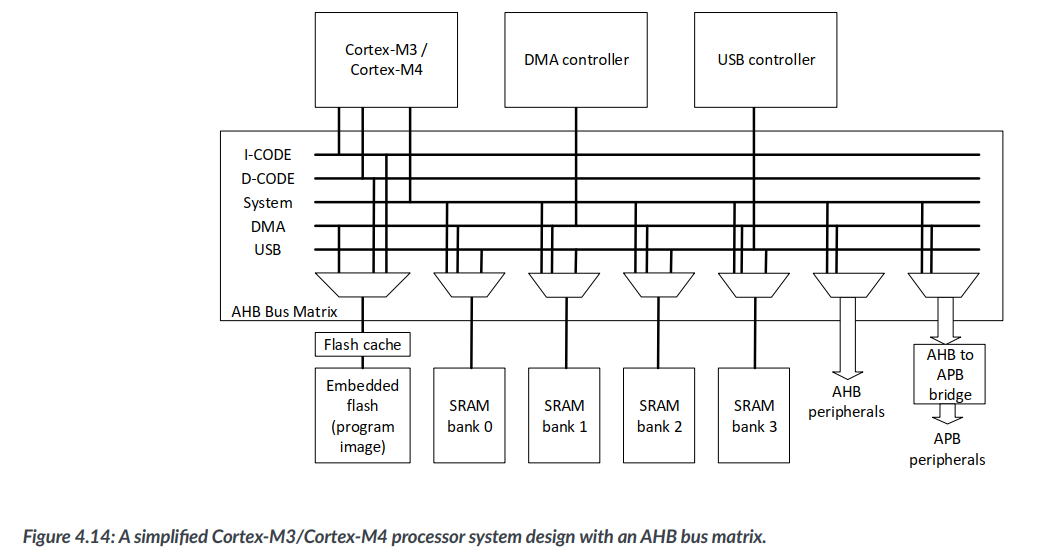 Cortex-M3 /
Cortex-M4
DMA controller
USB controller
I-CODE
D-CODE
System
DMA
USB
AHB Bus Matrix
Flash cache
Embedded
flash
(program
image)
SRAM
bank 0
SRAM
bank 1
SRAM
bank 2
SRAM
bank 3
AHB
peripherals
AHB to
APB
bridge
APB
peripherals
Figure 4.14: A simplified Cortex-M3/Cortex-M4 processor system design with an AHB bus matrix.